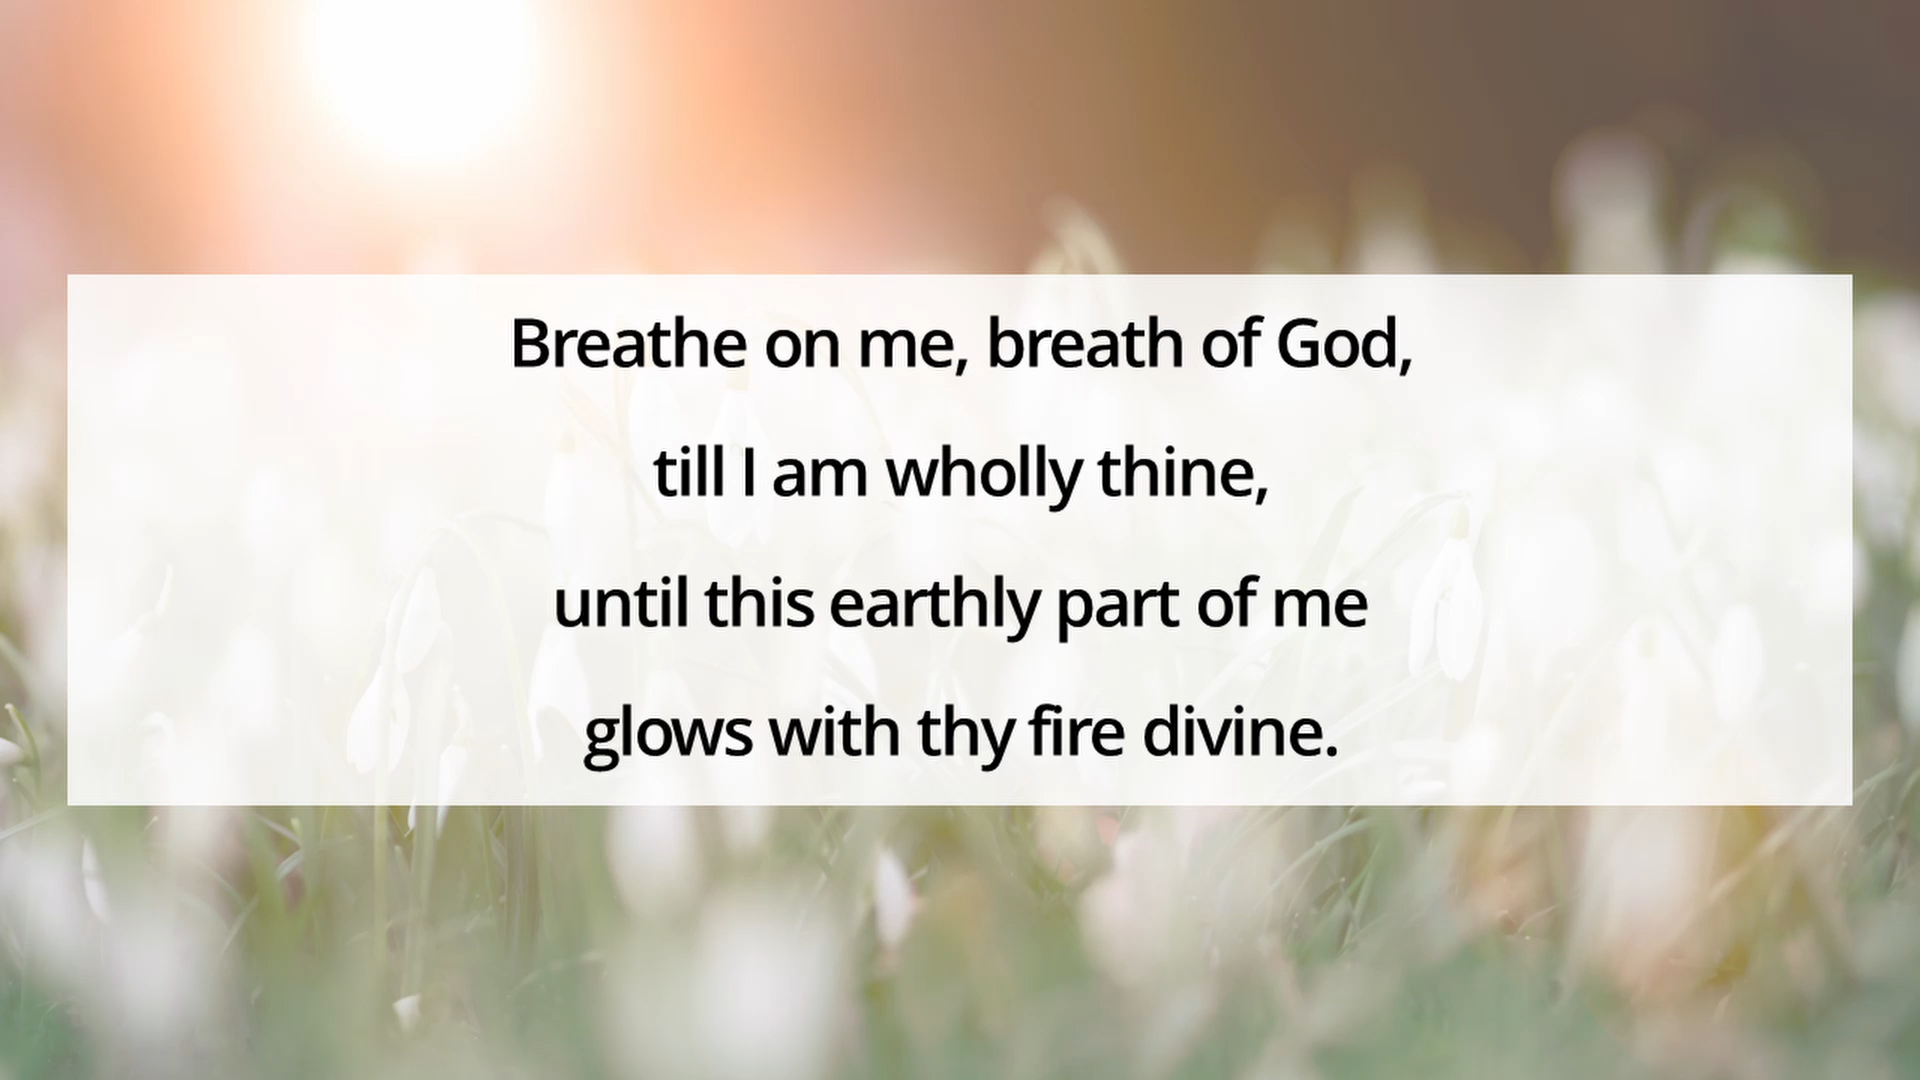 Breathe on me, breath of God,
till I am wholly thine,
until this earthly part of me
glows with thy fire divine.